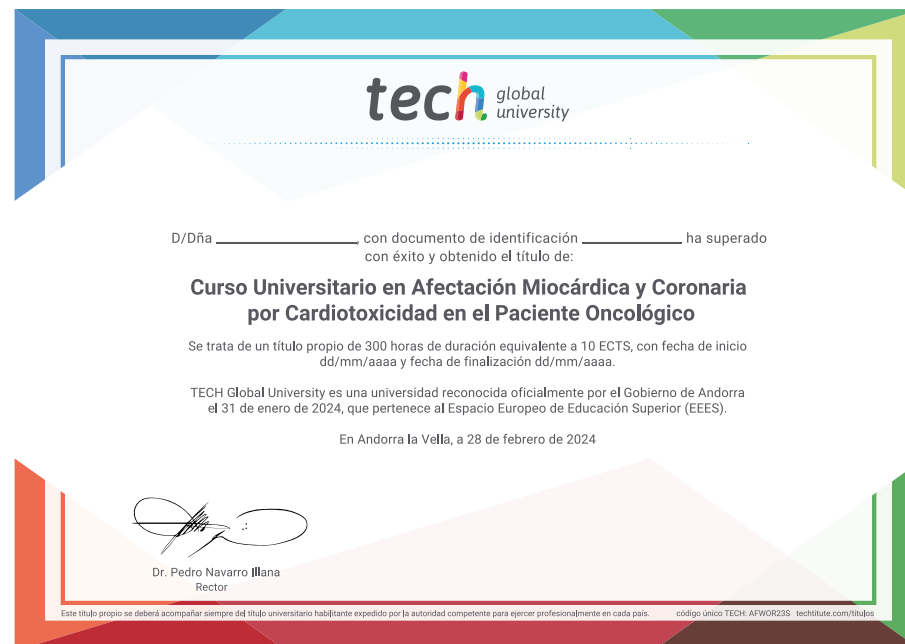 tech global university
D/Dña ____________, con documento de identificación ____________ ha superado
con éxito y obtenido el título de:
Curso Universitario en Afectación Miocárdica y Coronaria
por Cardiotoxicidad en el Paciente Oncológico
Se trata de un título propio de 300 horas de duración equivalente a 10 ECTS, con fecha de inicio
dd/mm/aaaa y fecha de finalización dd/mm/aaaa.
TECH Global University es una universidad reconocida oficialmente por el Gobierno de Andorra
el 31 de enero de 2024, que pertenece al Espacio Europeo de Educación Superior (EEES).
En Andorra la Vella, a 28 de febrero de 2024
Dr. Pedro Navarro Illana
Rector
Este título propio se deberá acompañar siempre del título universitario habilitante expedido por la autoridad competente para ejercer profesionalmente en cada país. código único TECH: AFWOR23S techtitute.com/titulos